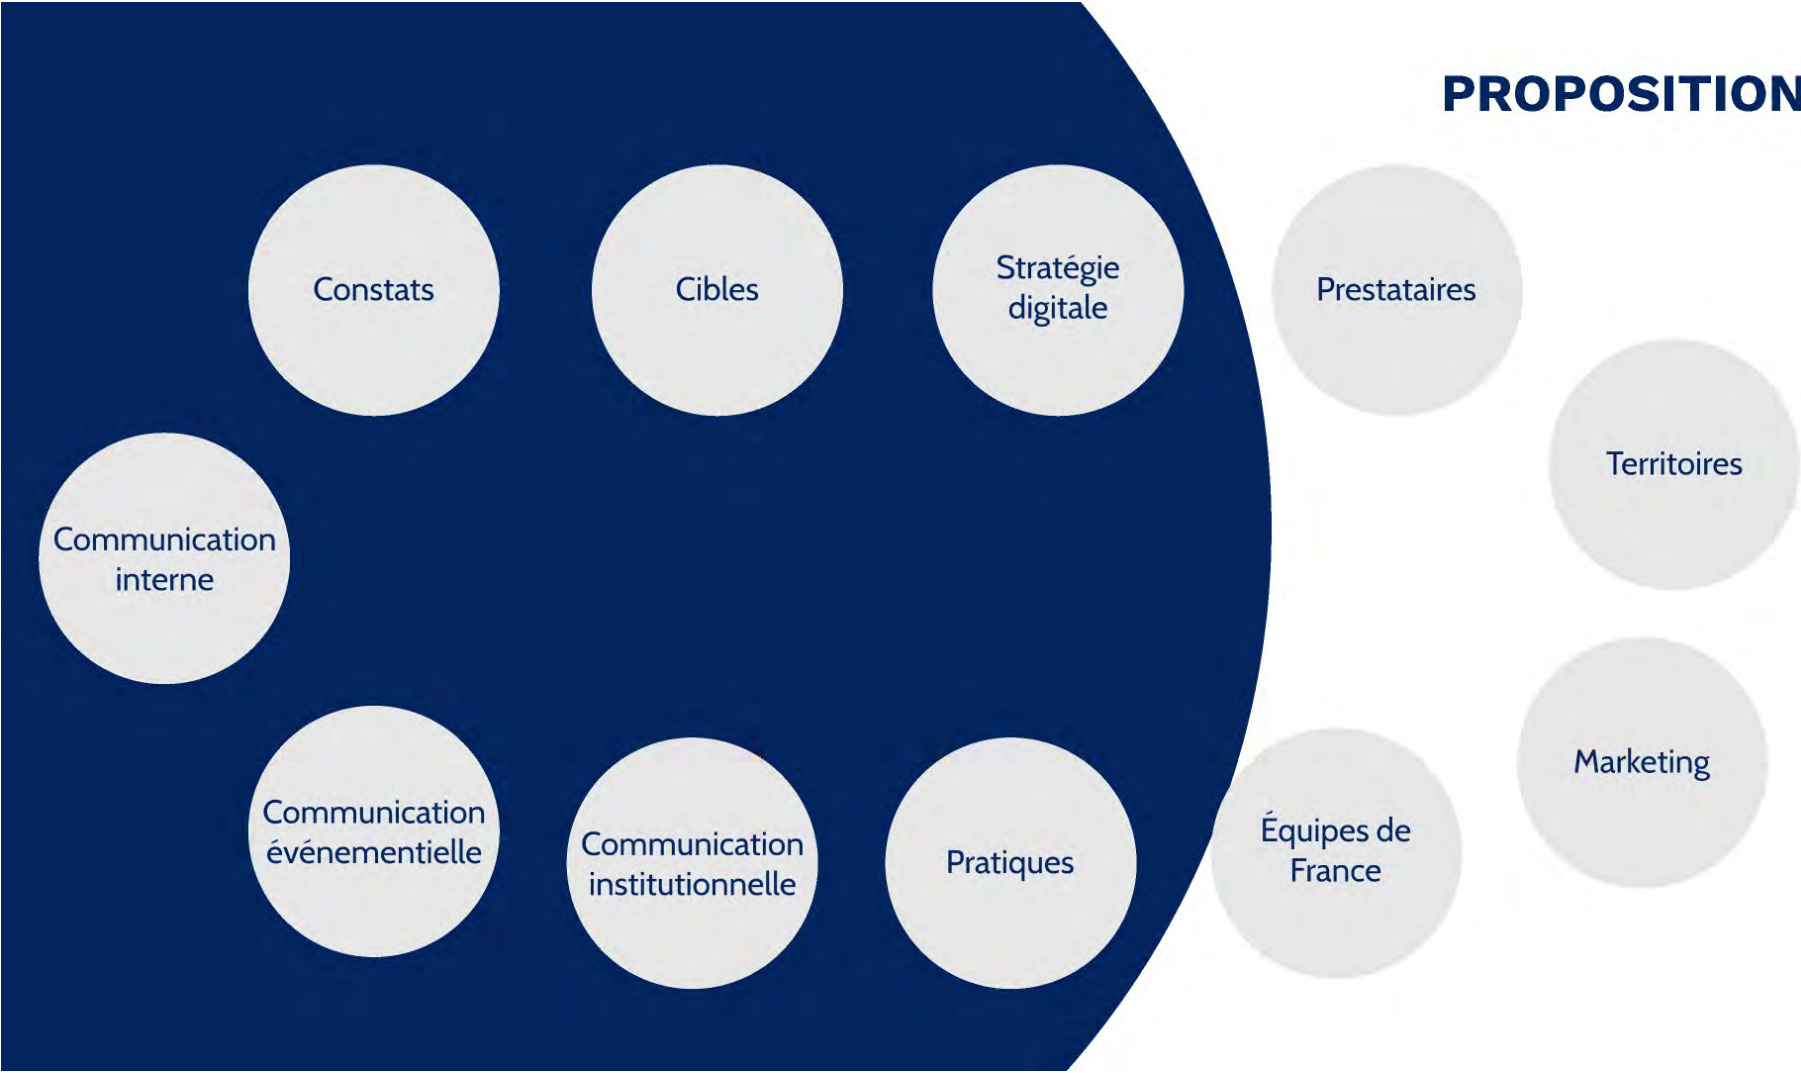 PROPOSITION
Constats
Cibles
Stratégie
digitale
Prestataires
Territoires
Communication
interne
Marketing
Communication
événementielle
Communication
institutionnelle
Pratiques
Équipes de
France